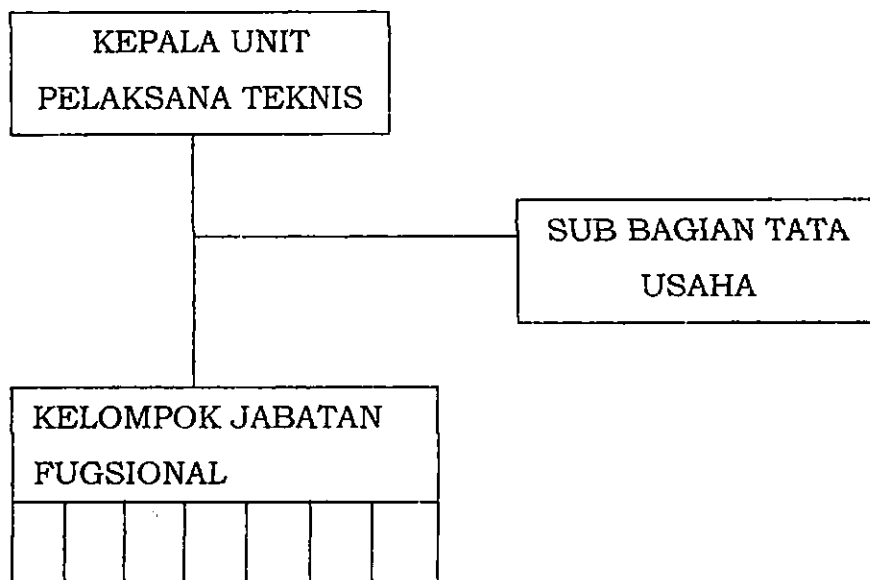 KEPALA UNIT
PELAKSANA TEKNIS
SUB BAGIAN TATA
USAHA
KELOMPOK JABATAN
FUGSIONAL